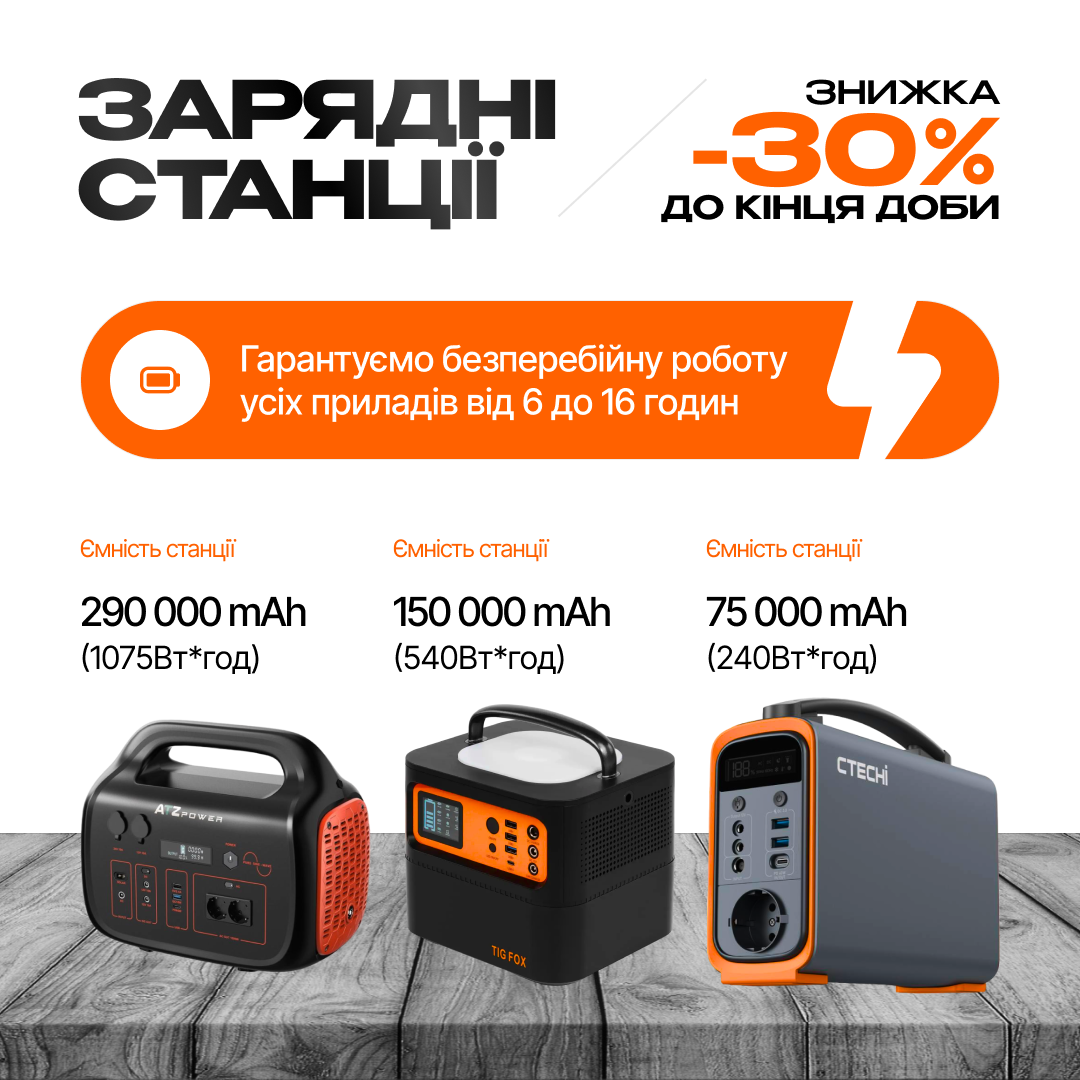 ЗАРЯДНІ
СТАНЦІЇ
ЗНИЖКА
-30%
ДО КІНЦЯ ДОБИ
Гарантуємо безперебійну роботу
усіх приладів від 6 до 16 годин
Ємність станції
290 000 mAh
(1075Вт*год)
Ємність станції
150 000 mAh
(540Вт*год)
Ємність станції
75 000 mAh
(240Вт*год)
ATZPOWER
TIG FOX
CTECHi